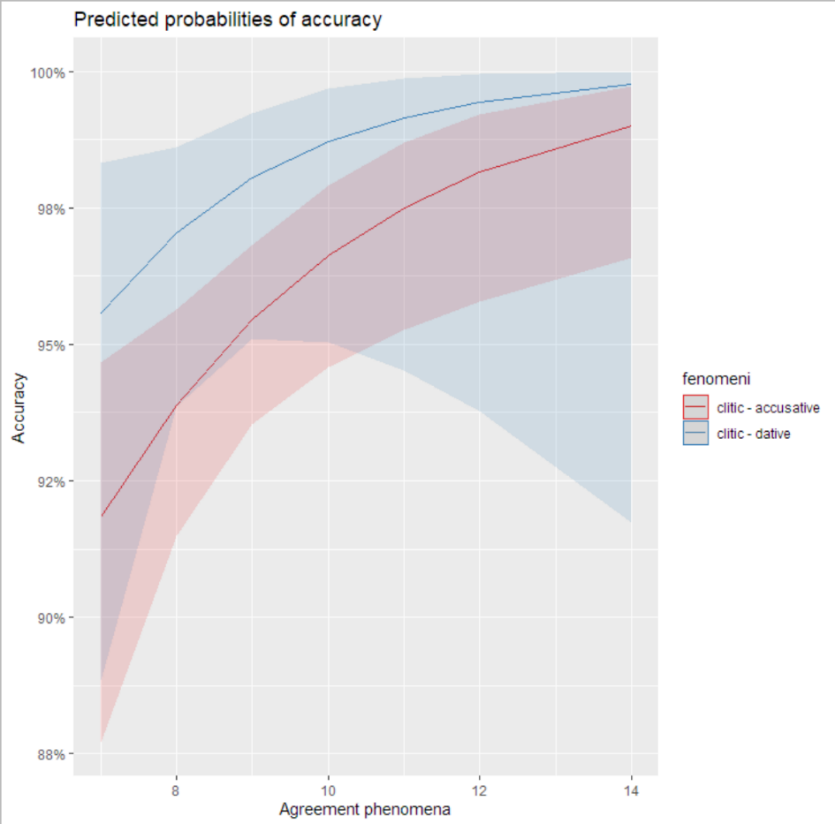 Predicted probabilities of accuracy
100%
98%
95%
92%
90%
88%
Accuracy
8 10 12 14
Agreement phenomena
fenomeni
clitic - accusative
clitic - dative